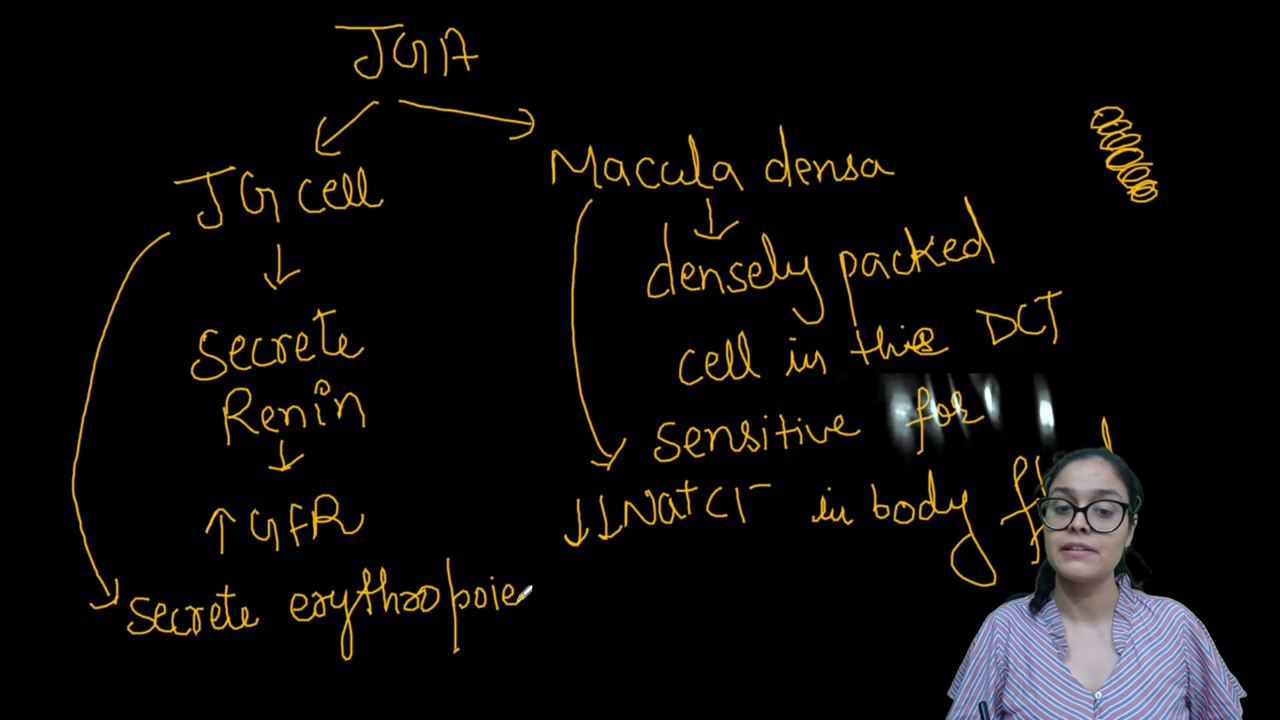 JGA
JG cell
Secrete
Renin
↑ GFR
Secrete erythropoie
Macula densa
densely packed
cell in this DCT
sensitive for
↓↓Na⁺Cl⁻ in body